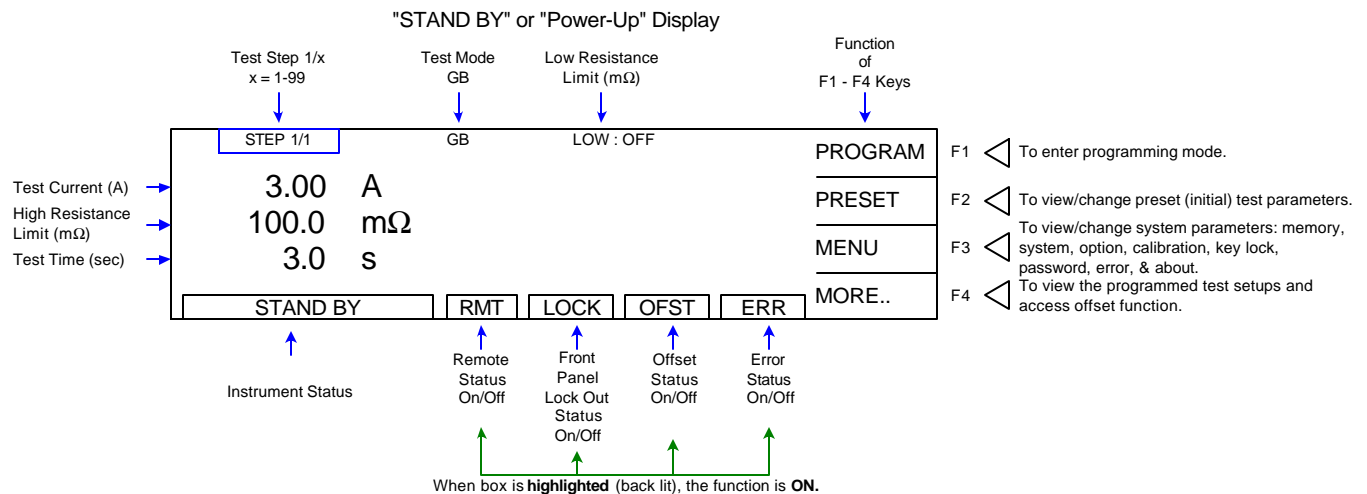 "STAND BY" or "Power-Up" Display
Test Step 1/x
x = 1-99
Test Mode
GB
Low Resistance
Limit (mΩ)
Function
of
F1 - F4 Keys
STEP 1/1
GB
LOW : OFF
Test Current (A)
3.00 A
High Resistance
Limit (mΩ)
100.0 mΩ
Test Time (sec)
3.0 s
PROGRAM F1 To enter programming mode.
PRESET F2 To view/change preset (initial) test parameters.
MENU F3
To view/change system parameters: memory,
system, option, calibration, key lock,
password, error, & about.
MORE.. F4
To view the programmed test setups and
access offset function.
STAND BY RMT LOCK OFST ERR
Instrument Status
Remote
Status
On/Off
Front
Panel
Lock Out
Status
On/Off
Offset
Status
On/Off
Error
Status
On/Off
When box is highlighted (back lit), the function is ON.